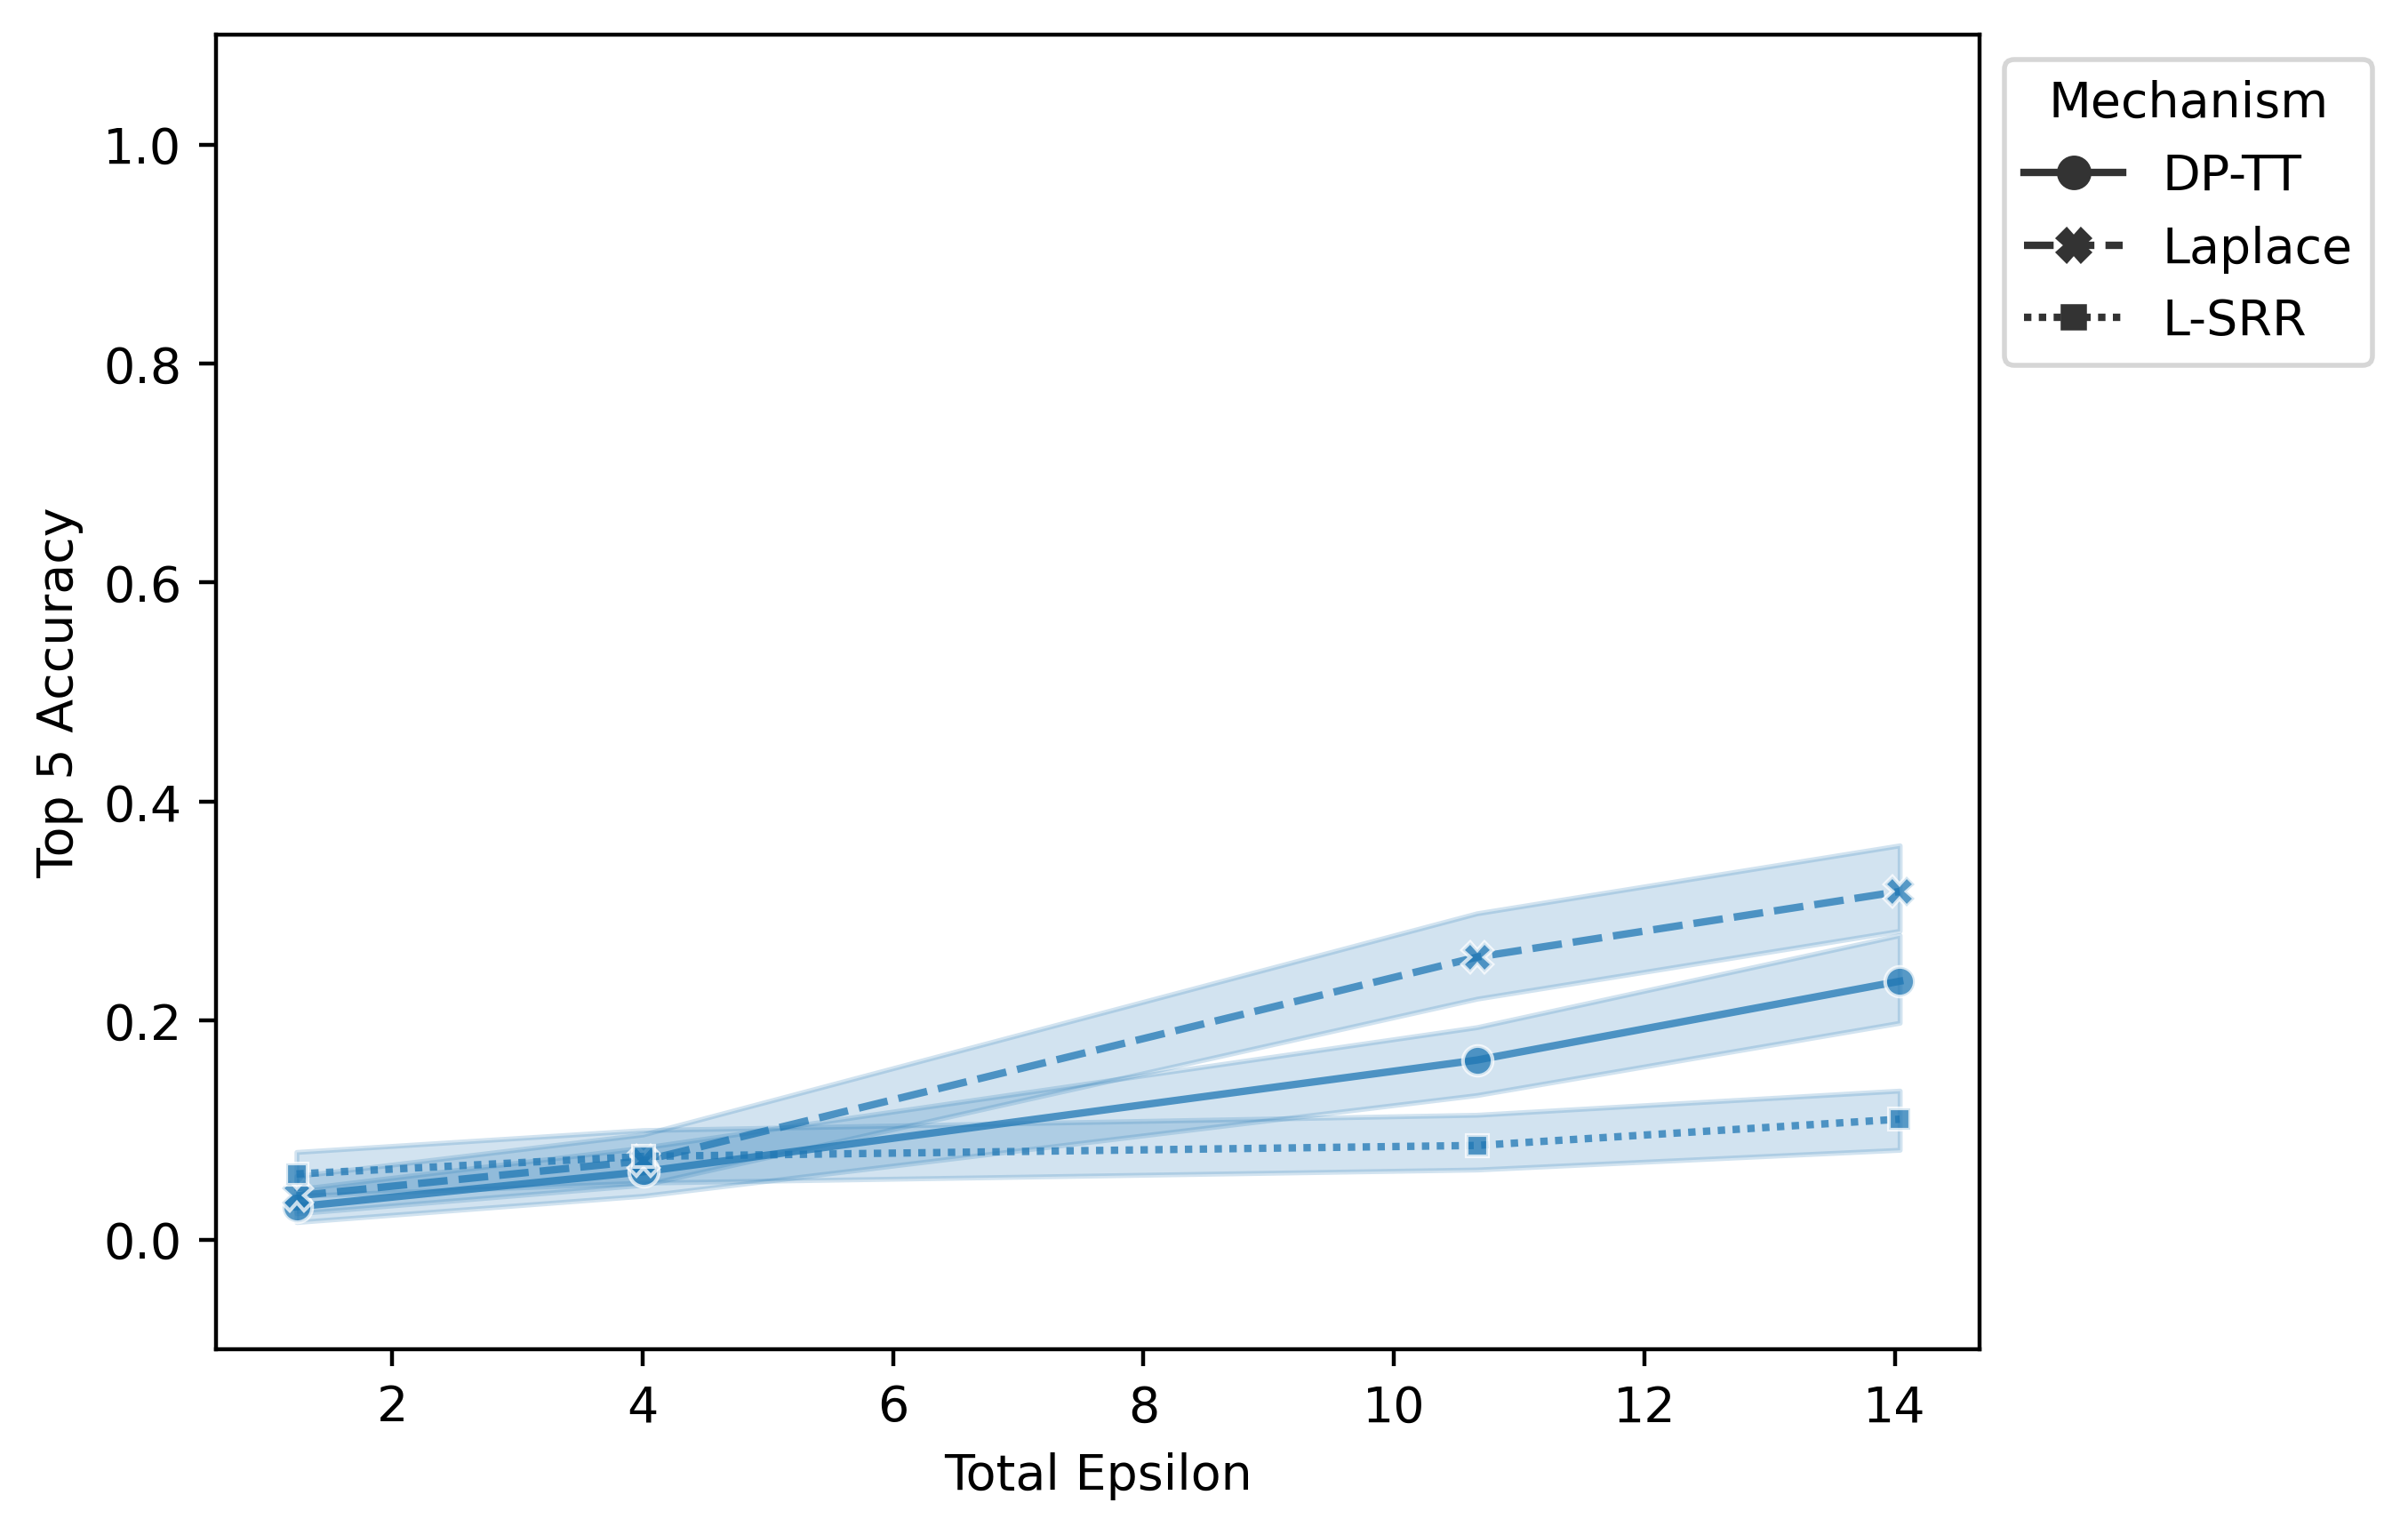 Mechanism
DP-TT
Laplace
L-SRR
Top 5 Accuracy
1.0
0.8
0.6
0.4
0.2
0.0
2 4 6 8 10 12 14
Total Epsilon